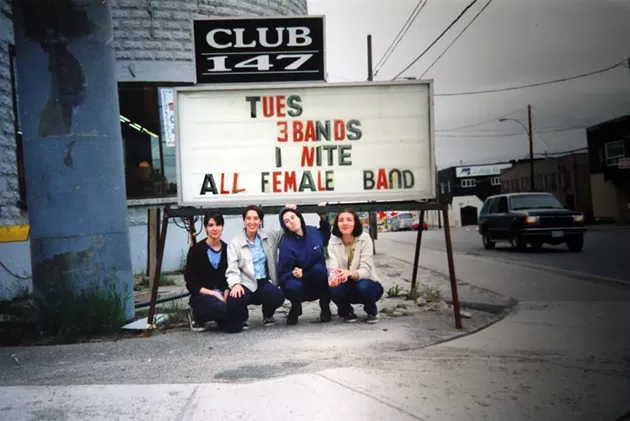 CLUB
147
TUES
3 BANDS
1 NITE
ALL FEMALE BAND